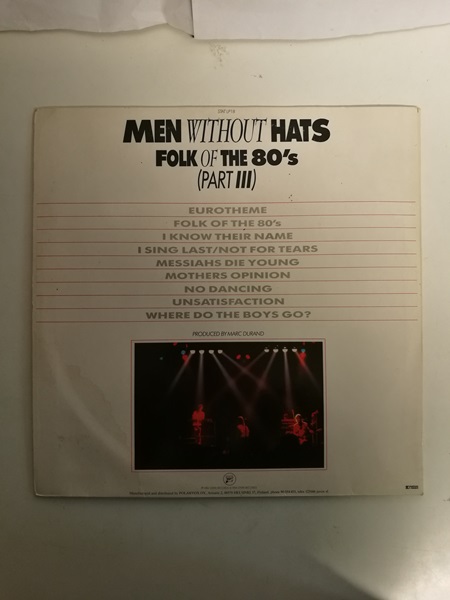 MEN WITHOUT HATS
FOLK OF THE 80's
(PART III)
EUROTHEME
FOLK OF THE 80's
I KNOW THEIR NAME
I SING LAST/NOT FOR TEARS
MESSIAHS DIE YOUNG
MOTHERS OPINION
NO DANCING
UNSATISFACTION
WHERE DO THE BOYS GO?
PRODUCED BY MARC DURAND